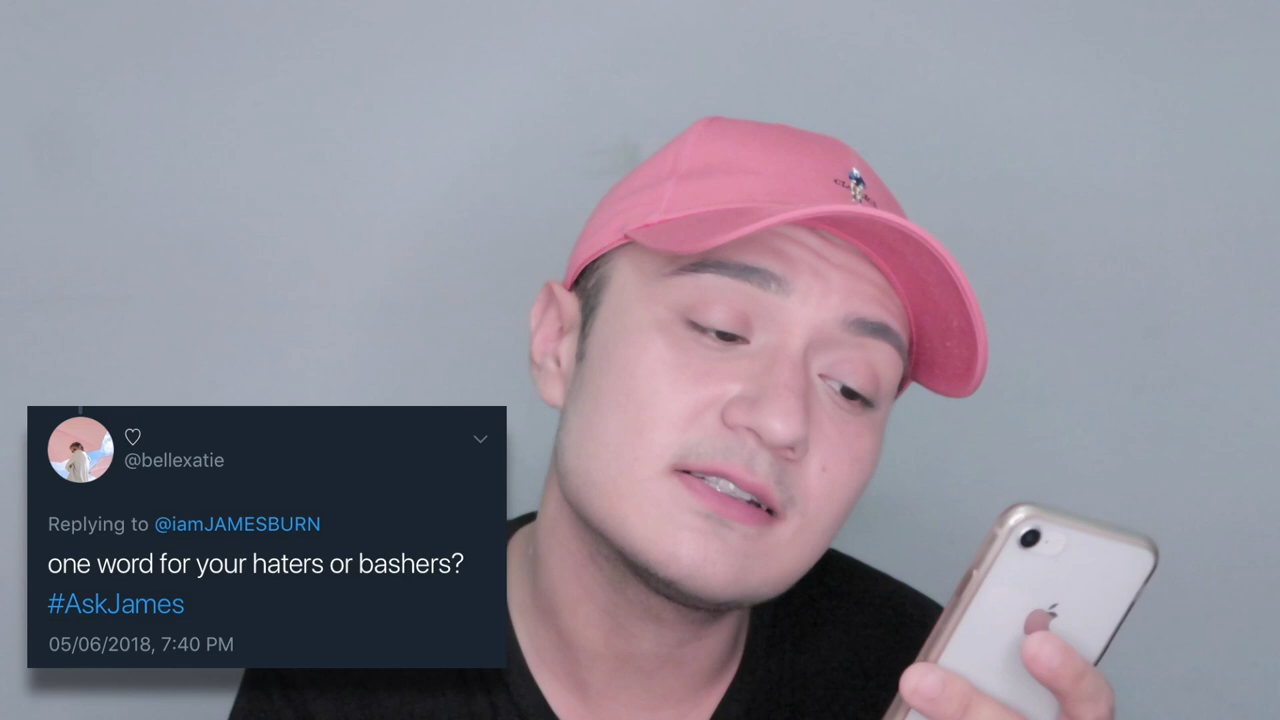 ♡
@bellexatie
Replying to @iamJAMESBURN
one word for your haters or bashers?
#AskJames
05/06/2018, 7:40 PM